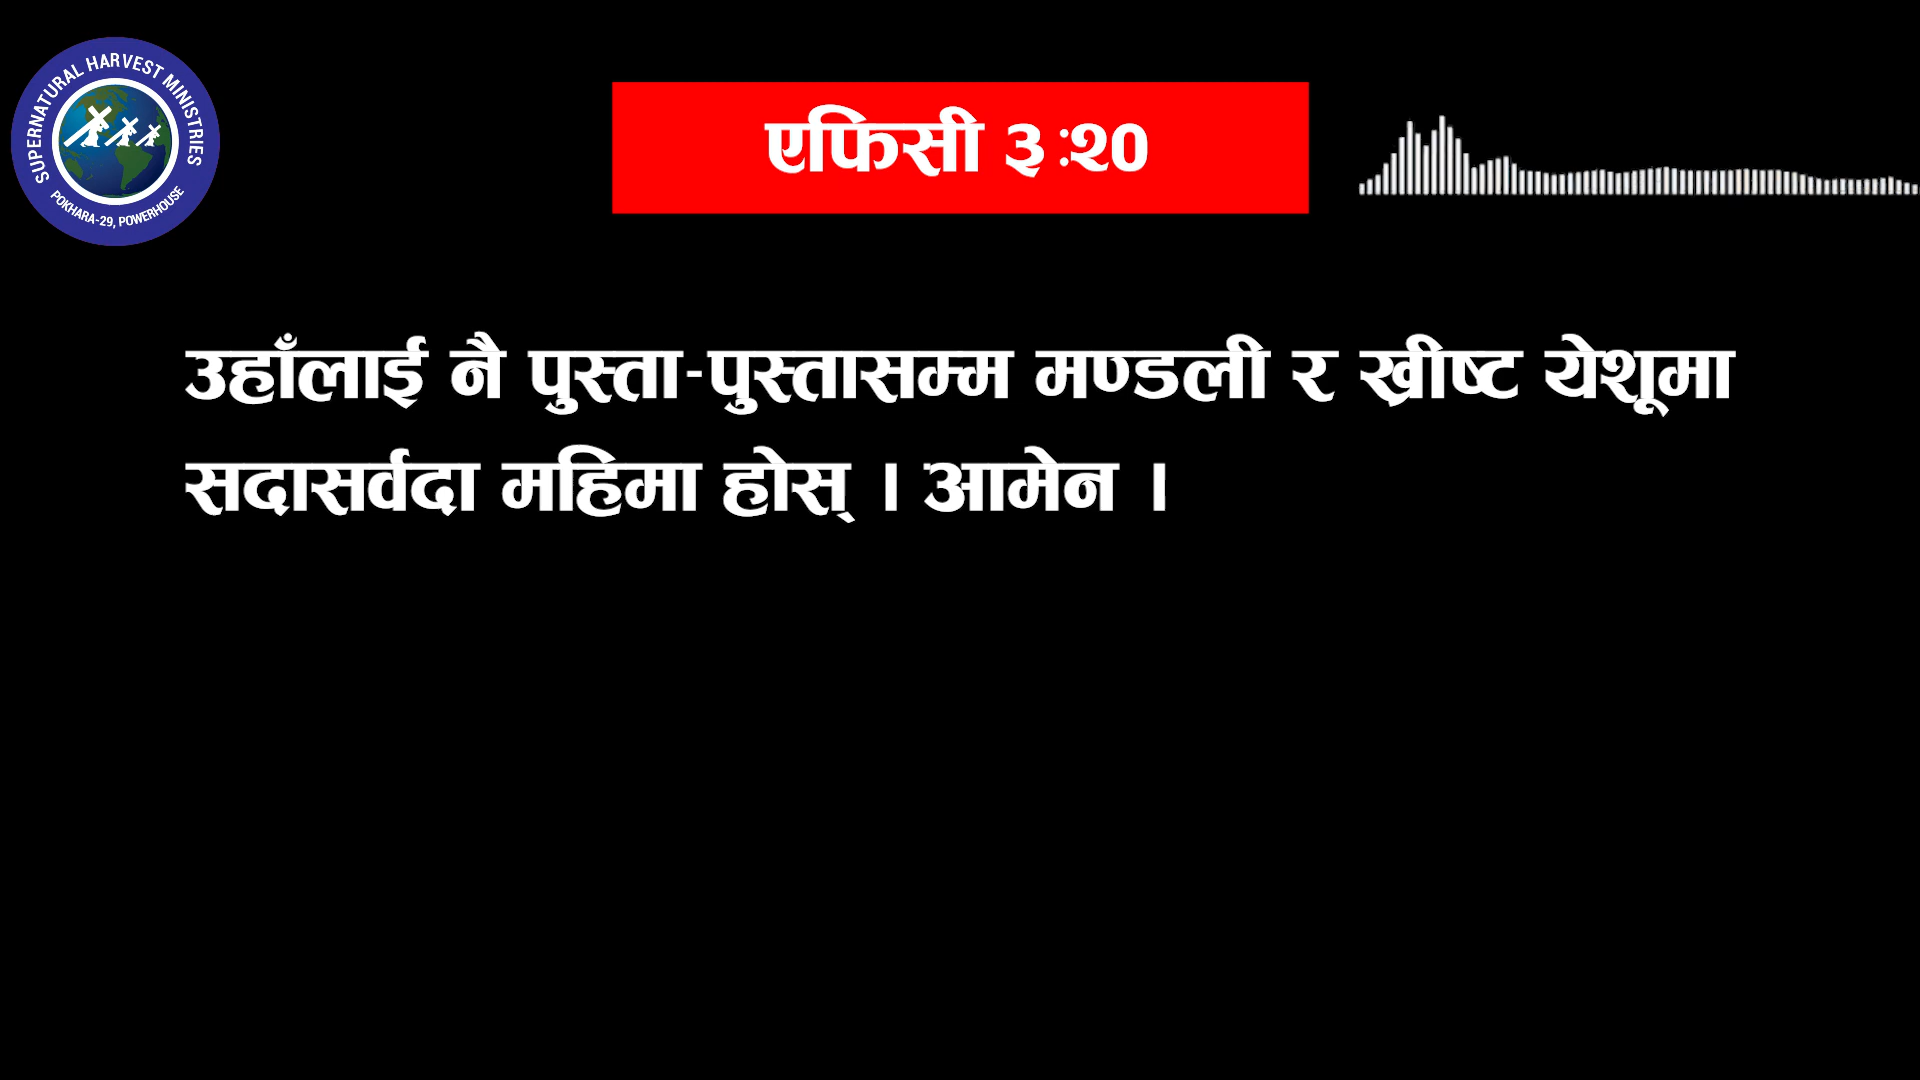 SUPERNATURAL HARVEST MINISTRIES
POKHARA-29, POWERHOUSE
एफिसी ३ :२०
उहाँलाई नै पुस्ता-पुस्तासम्म मण्डली र ख्रीष्ट येशूमा
सदासर्वदा महिमा होस् । आमेन ।